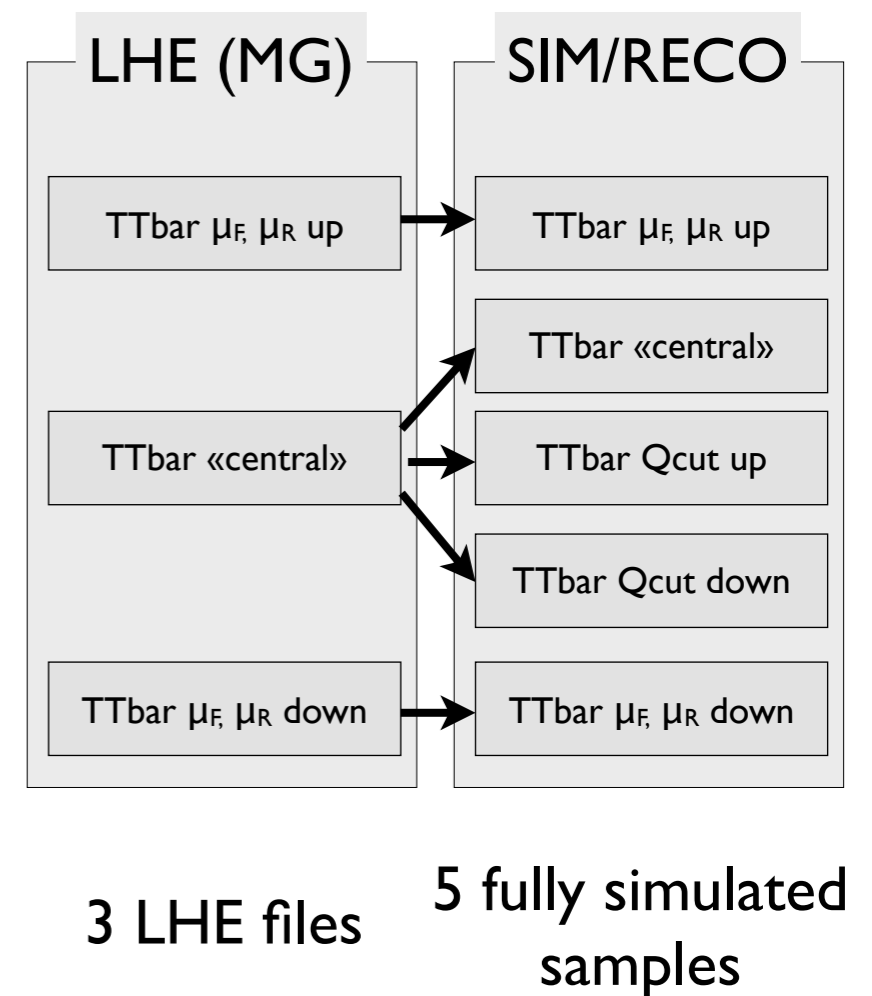 LHE (MG)
SIM/RECO
TTbar μF, μR up
TTbar μF, μR up
TTbar «central»
TTbar «central»
TTbar Qcut up
TTbar Qcut down
TTbar μF, μR down
TTbar μF, μR down
3 LHE files
5 fully simulated
samples